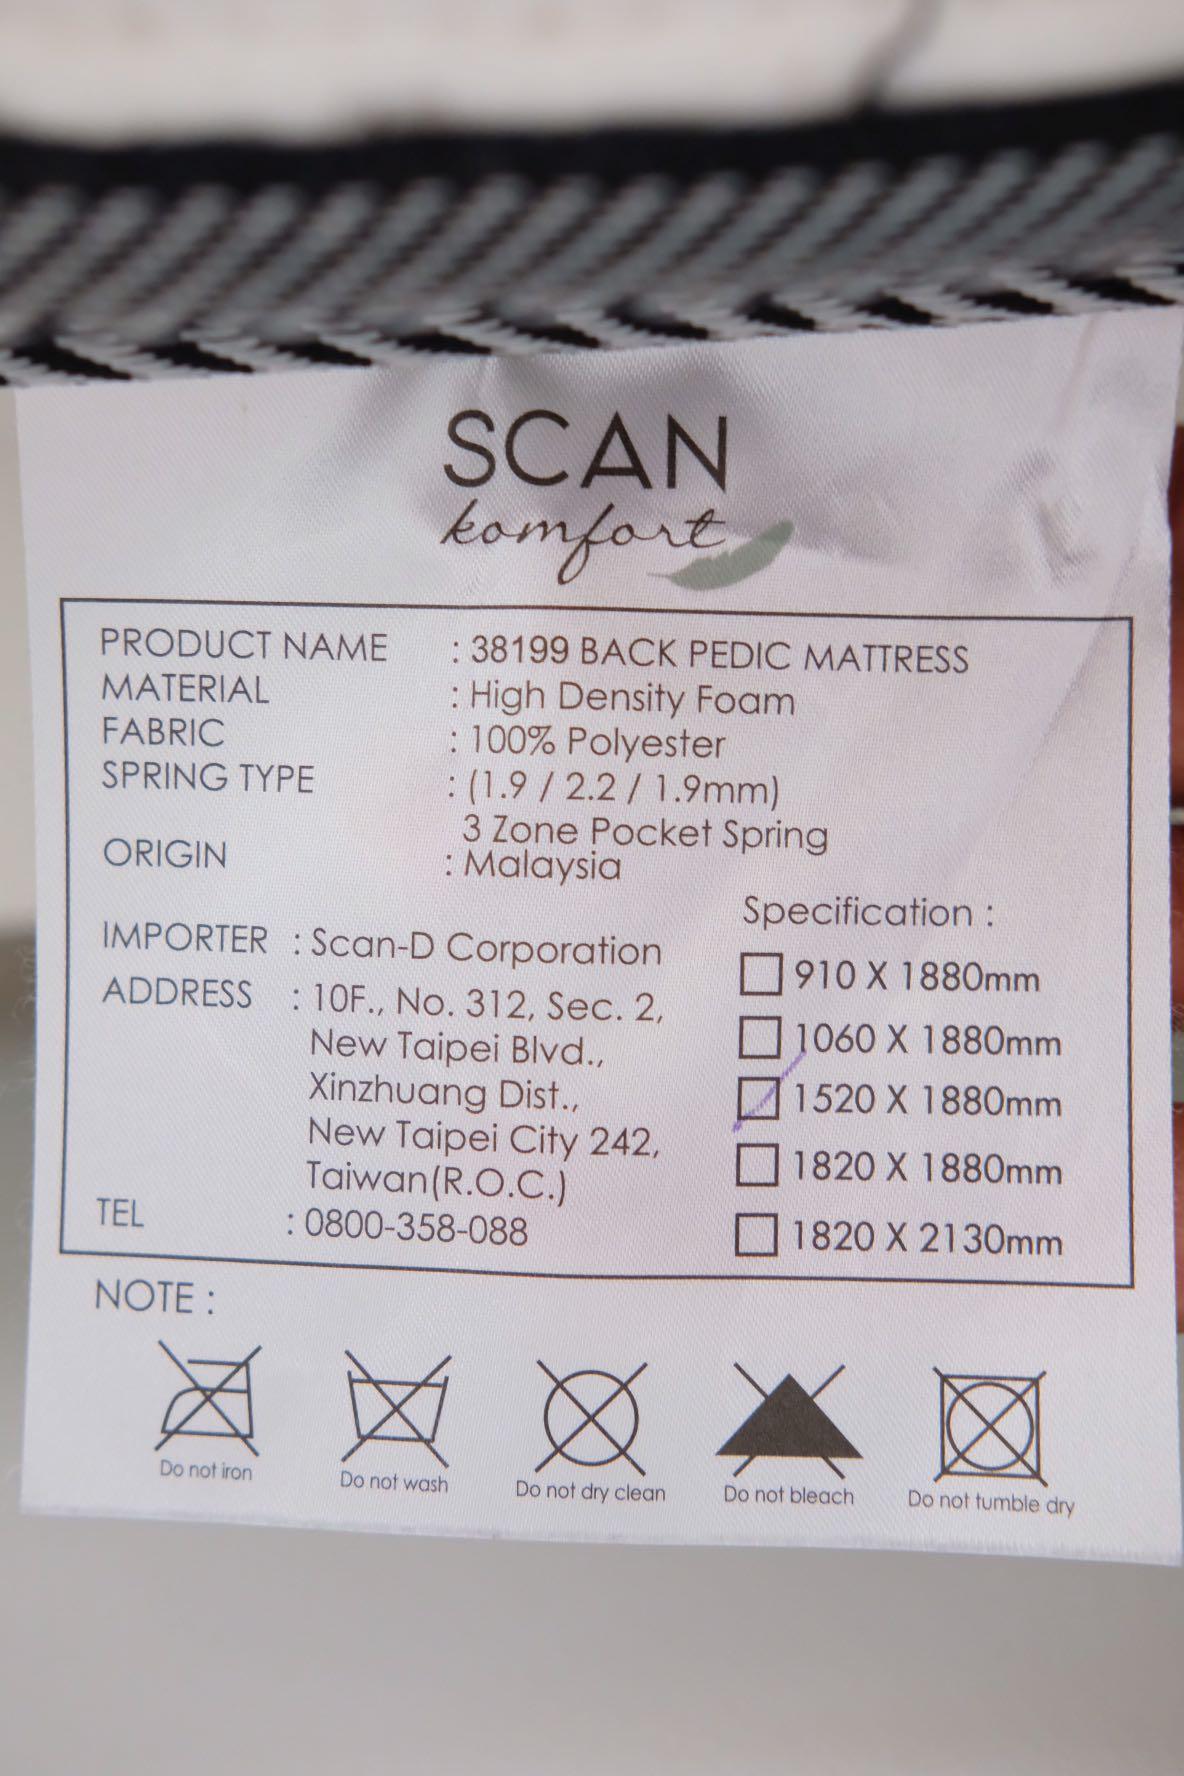 SCAN
komfort
PRODUCT NAME : 38199 BACK PEDIC MATTRESS
MATERIAL : High Density Foam
FABRIC : 100% Polyester
SPRING TYPE : (1.9 / 2.2 / 1.9mm)
3 Zone Pocket Spring
ORIGIN : Malaysia
IMPORTER : Scan-D Corporation
ADDRESS : 10F., No. 312, Sec. 2,
New Taipei Blvd.,
Xinzhuang Dist.,
New Taipei City 242,
Taiwan(R.O.C.)
TEL : 0800-358-088
Specification :
910 X 1880mm
1060 X 1880mm
1520 X 1880mm
1820 X 1880mm
1820 X 2130mm
NOTE :
Do not iron
Do not wash
Do not dry clean
Do not bleach
Do not tumble dry